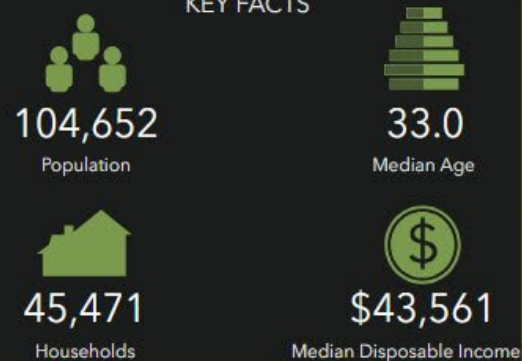 KEY FACTS
104,652
Population
33.0
Median Age
45,471
Households
$43,561
Median Disposable Income